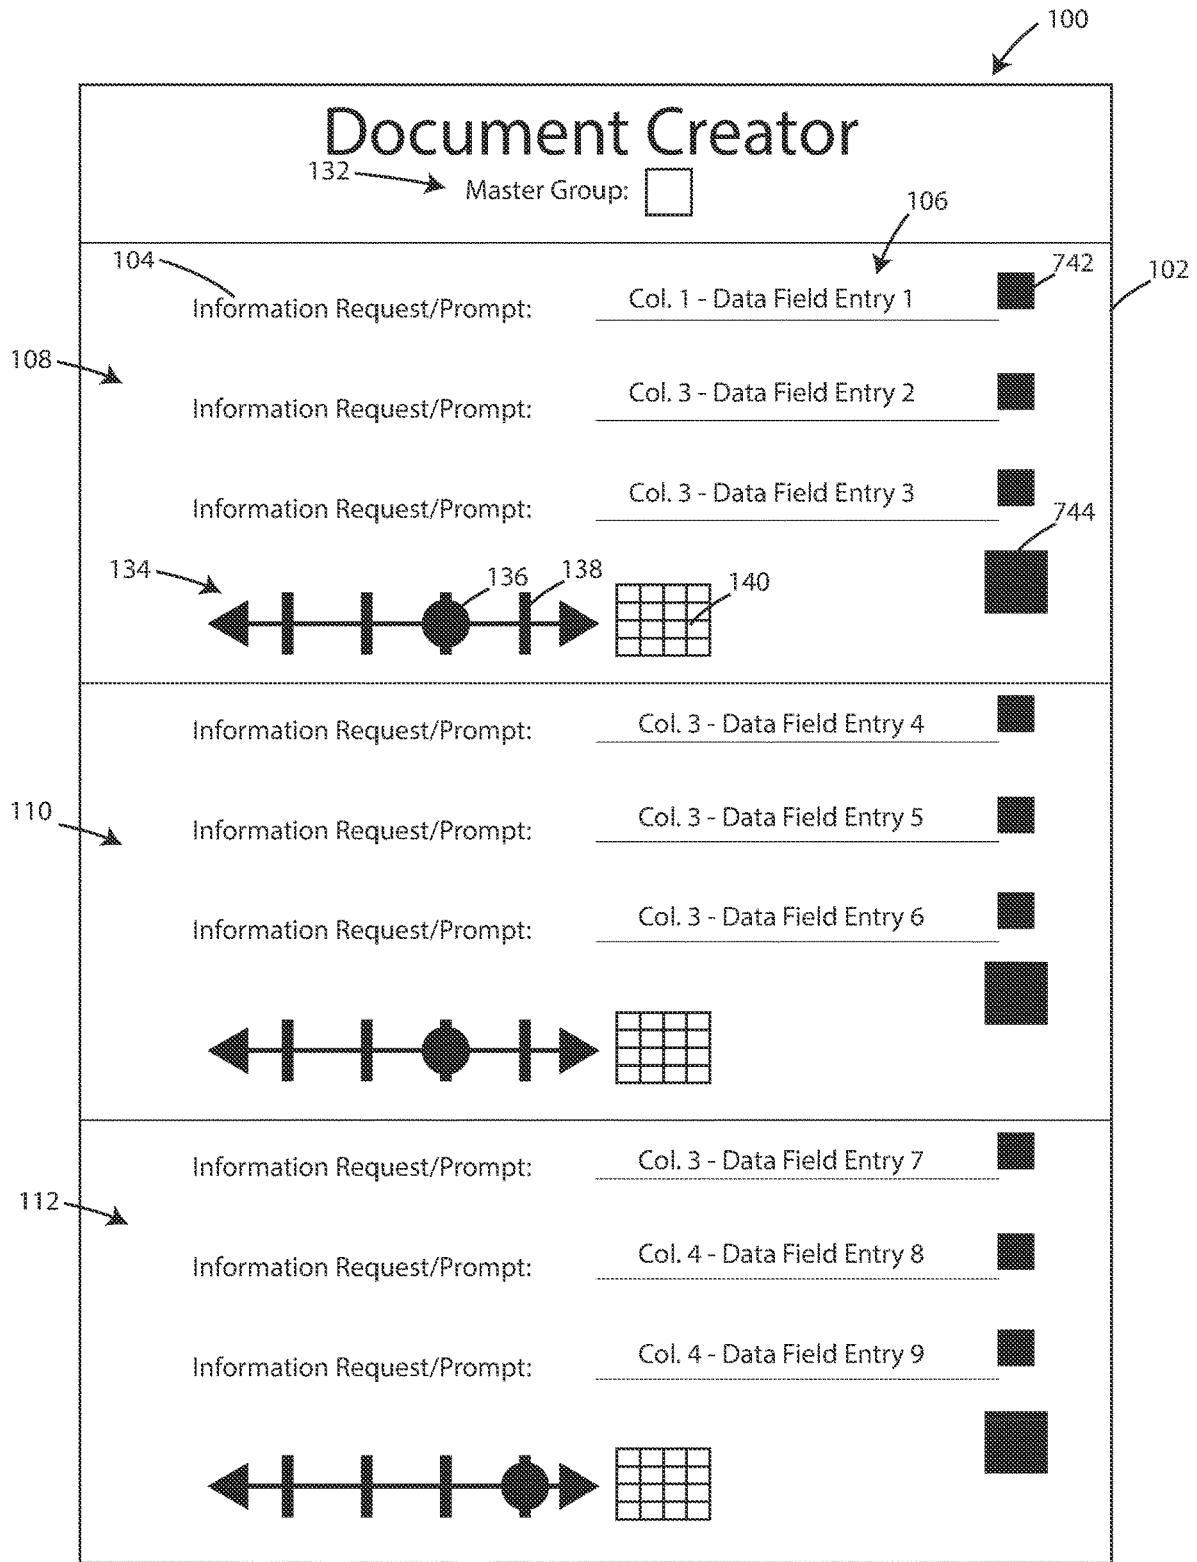 100
Document Creator
132
Master Group:
106
104
742
102
Information Request/Prompt: Col. 1 - Data Field Entry 1
108
Information Request/Prompt: Col. 3 - Data Field Entry 2
Information Request/Prompt: Col. 3 - Data Field Entry 3
744
134
136
138
140
Information Request/Prompt: Col. 3 - Data Field Entry 4
110
Information Request/Prompt: Col. 3 - Data Field Entry 5
Information Request/Prompt: Col. 3 - Data Field Entry 6
Information Request/Prompt: Col. 3 - Data Field Entry 7
112
Information Request/Prompt: Col. 4 - Data Field Entry 8
Information Request/Prompt: Col. 4 - Data Field Entry 9